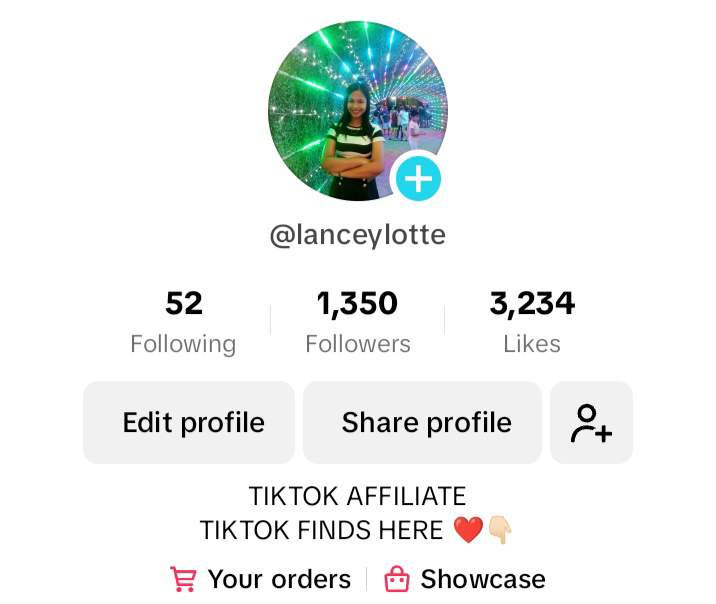 @lanceylotte
52 1,350 3,234
Following Followers Likes
Edit profile Share profile
TIKTOK AFFILIATE
TIKTOK FINDS HERE ❤️👇🏻
Your orders Showcase